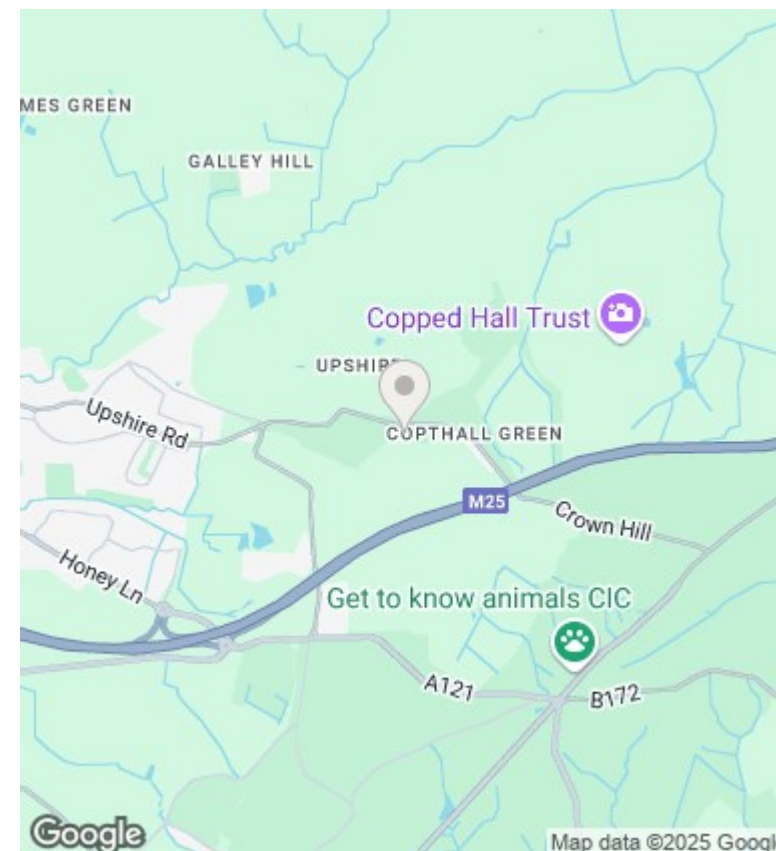 MES GREEN
GALLEY HILL
Copped Hall Trust
UPSHIRE
Upshire Rd
COPTHALL GREEN
M25
Crown Hill
Honey Ln
Get to know animals CIC
A121
B172
Google
Map data ©2025 Googl